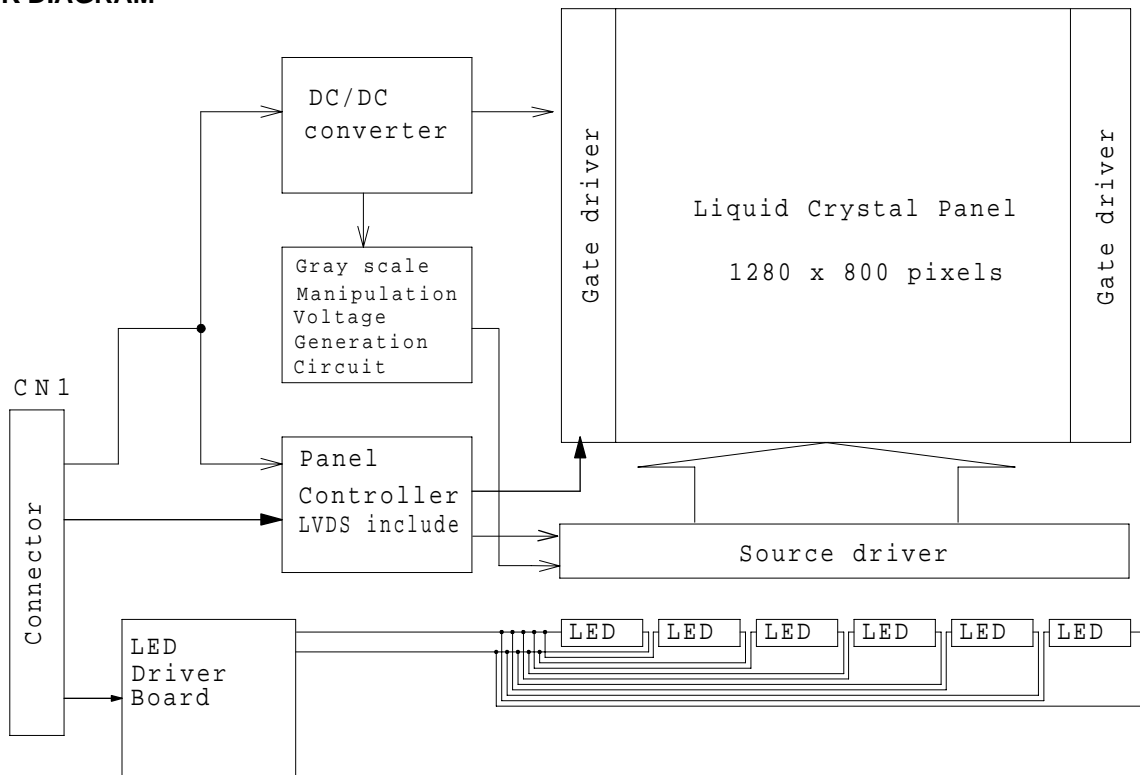 DC/DC
converter
Gray scale
Manipulation
Voltage
Generation
Circuit
Gate driver
Liquid Crystal Panel
1280 x 800 pixels
Gate driver
CN1
Connector
Panel
Controller
LVDS include
Source driver
LED
Driver
Board
LED
LED
LED
LED
LED
LED